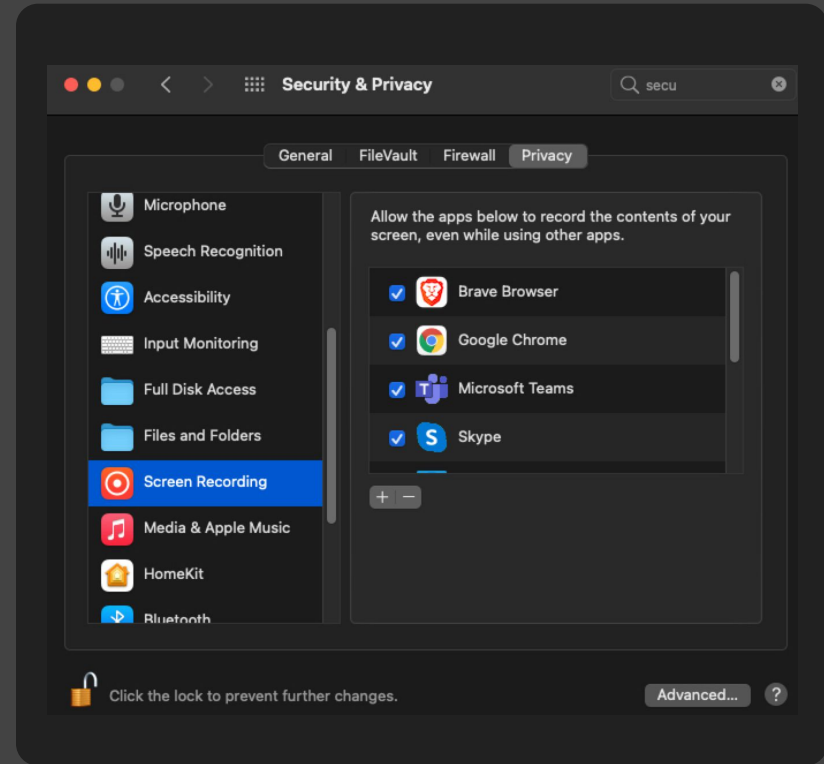 Security & Privacy
secu
General FileVault Firewall Privacy
Microphone
Speech Recognition
Accessibility
Input Monitoring
Full Disk Access
Files and Folders
Screen Recording
Media & Apple Music
HomeKit
Bluetooth
Allow the apps below to record the contents of your
screen, even while using other apps.
Brave Browser
Google Chrome
Microsoft Teams
Skype
Click the lock to prevent further changes.
Advanced...
?